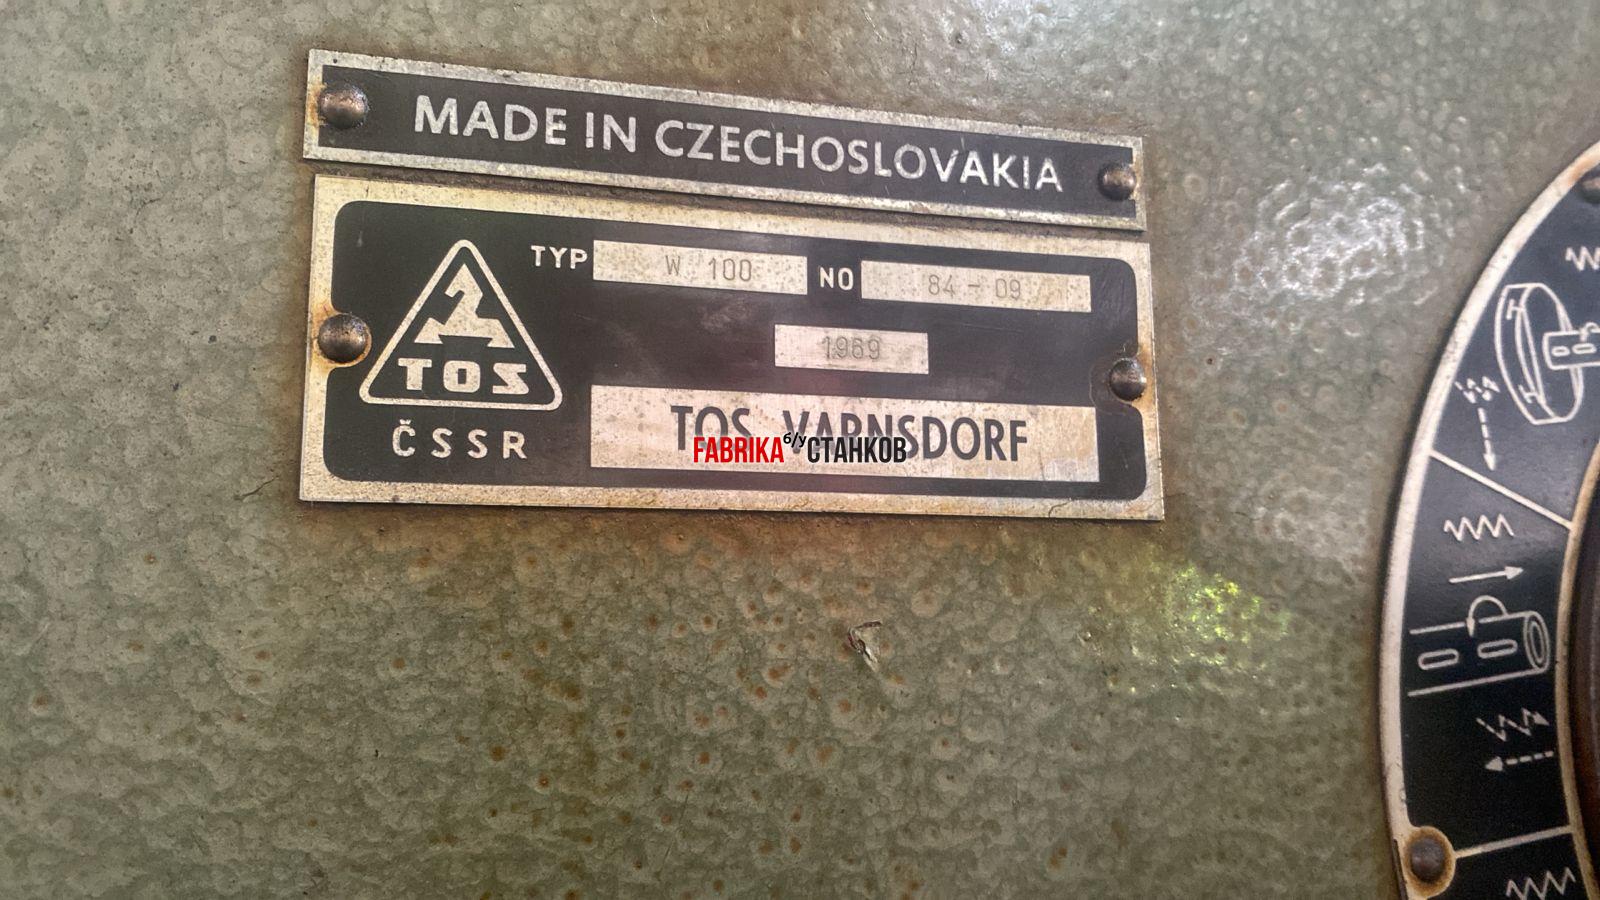 MADE IN CZECHOSLOVAKIA
TYP W 100 NO 84 - 09
1969
TOS
ČSSR
TOS VARNSDORF
FABRIKA б/у СТАНКОВ